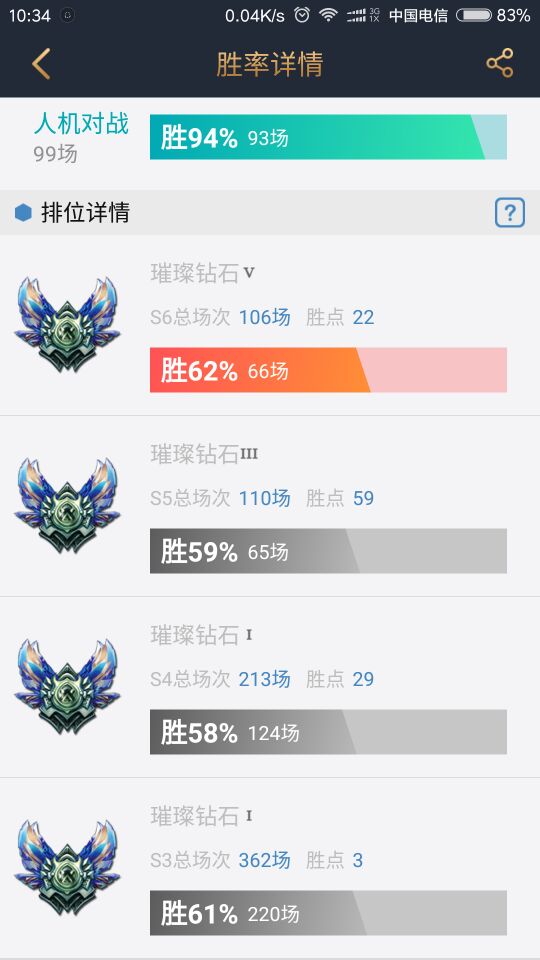 10:34 0.04K/s 3G 1X 中国电信 83%
胜率详情
人机对战
99场
胜94% 93场
排位详情 ?
璀璨钻石 V
S6总场次 106场 胜点 22
胜62% 66场
璀璨钻石III
S5总场次 110场 胜点 59
胜59% 65场
璀璨钻石 I
S4总场次 213场 胜点 29
胜58% 124场
璀璨钻石 I
S3总场次 362场 胜点 3
胜61% 220场